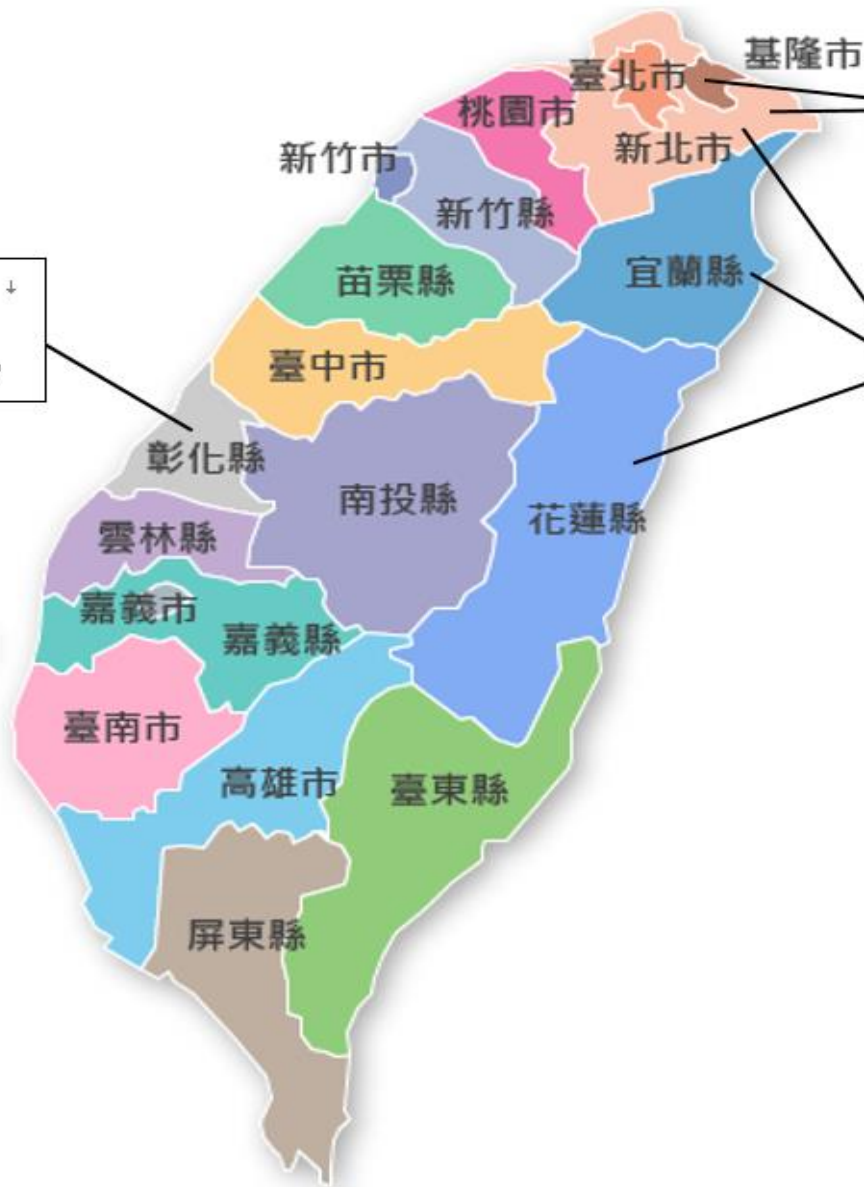 基隆市
臺北市
桃園市
新北市
新竹市
新竹縣
宜蘭縣
苗栗縣
↓
臺中市
彰化縣
南投縣
花蓮縣
雲林縣
嘉義市
嘉義縣
臺南市
高雄市
臺東縣
屏東縣